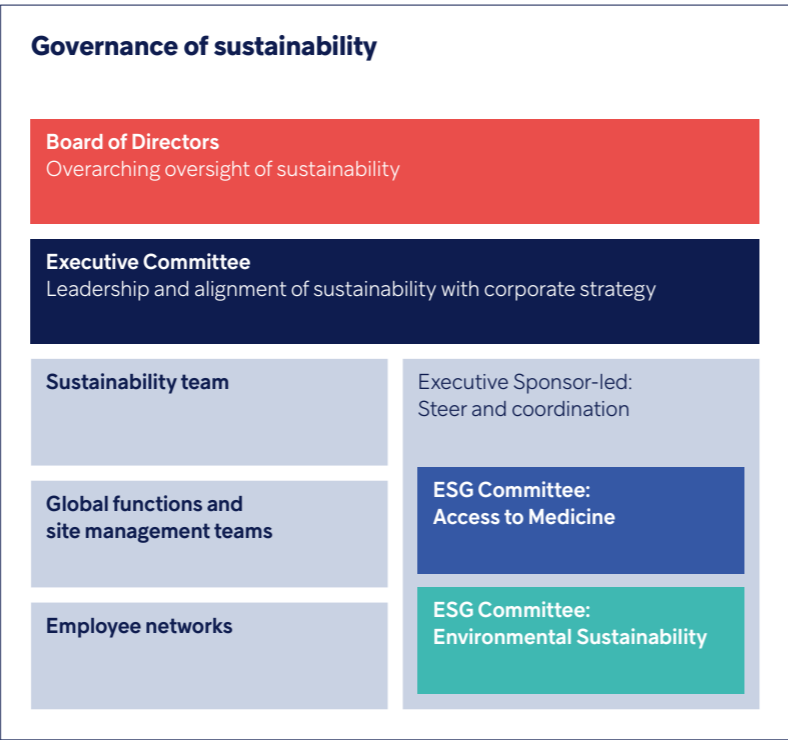 Governance of sustainability
Board of Directors
Overarching oversight of sustainability
Executive Committee
Leadership and alignment of sustainability with corporate strategy
Sustainability team
Global functions and
site management teams
Employee networks
Executive Sponsor-led:
Steer and coordination
ESG Committee:
Access to Medicine
ESG Committee:
Environmental Sustainability